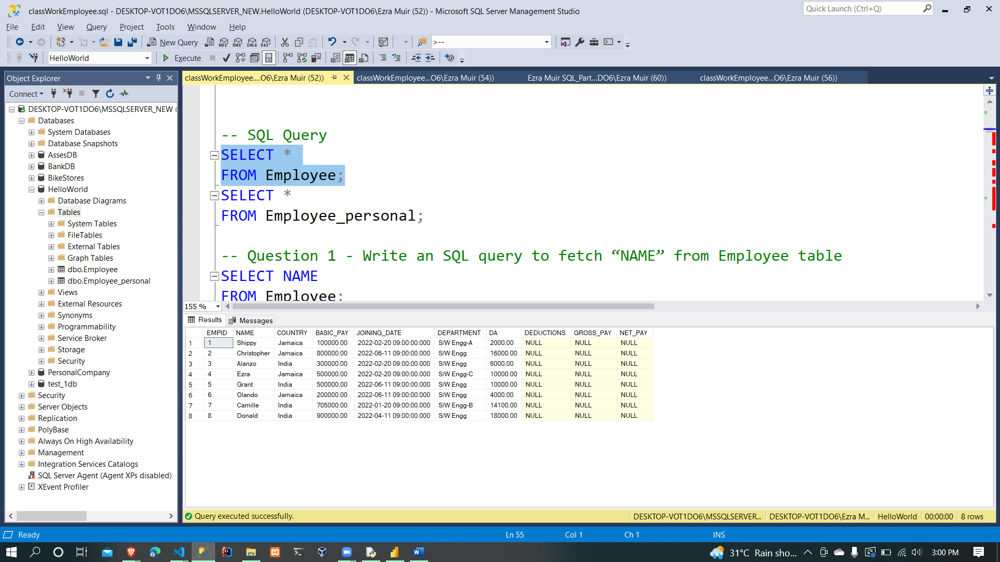 classWorkEmployee.sql - DESKTOP-VOT1DO6\MSSQLSERVER_NEW.HelloWorld (DESKTOP-VOT1DO6\Ezra Muir (52)) - Microsoft SQL Server Management Studio
Quick Launch (Ctrl+Q)
File Edit View Query Project Tools Window Help
New Query MDX DMX XMLA DAX >--
HelloWorld Execute
Object Explorer
classWorkEmployee....O6\Ezra Muir (52)) classWorkEmployee...O6\Ezra Muir (54)) Ezra Muir SQL_Part...DO6\Ezra Muir (60)) classWorkEmployee...O6\Ezra Muir (56))
Connect
DESKTOP-VOT1DO6\MSSQLSERVER_NEW (
Databases
System Databases
Database Snapshots
AssesDB
BankDB
BikeStores
HelloWorld
Database Diagrams
Tables
System Tables
FileTables
External Tables
Graph Tables
dbo.Employee
dbo.Employee_personal
Views
External Resources
Synonyms
Programmability
Service Broker
Storage
Security
PersonalCompany
test_1db
Security
Server Objects
Replication
PolyBase
Always On High Availability
Management
Integration Services Catalogs
SQL Server Agent (Agent XPs disabled)
XEvent Profiler
-- SQL Query
SELECT *
FROM Employee;
SELECT *
FROM Employee_personal;
-- Question 1 - Write an SQL query to fetch “NAME” from Employee table
SELECT NAME
FROM Employee;
155 %
Results Messages
EMPID NAME COUNTRY BASIC_PAY JOINING_DATE DEPARTMENT DA DEDUCTIONS GROSS_PAY NET_PAY
1 1 Shippy Jamaica 100000.00 2022-02-20 09:00:00.000 S/W Engg-A 2000.00 NULL NULL NULL
2 2 Christopher Jamaica 800000.00 2022-06-11 09:00:00.000 S/W Engg 16000.00 NULL NULL NULL
3 3 Alanzo India 300000.00 2022-02-20 09:00:00.000 S/W Engg 6000.00 NULL NULL NULL
4 4 Ezra Jamaica 500000.00 2022-02-20 09:00:00.000 S/W Engg-C 10000.00 NULL NULL NULL
5 5 Grant India 500000.00 2022-06-11 09:00:00.000 S/W Engg 10000.00 NULL NULL NULL
6 6 Olando Jamaica 200000.00 2022-06-11 09:00:00.000 S/W Engg 4000.00 NULL NULL NULL
7 7 Camille India 705000.00 2022-01-20 09:00:00.000 S/W Engg-B 14100.00 NULL NULL NULL
8 8 Donald India 900000.00 2022-04-11 09:00:00.000 S/W Engg 18000.00 NULL NULL NULL
Query executed successfully. DESKTOP-VOT1DO6\MSSQLSERVER... DESKTOP-VOT1DO6\Ezra M... HelloWorld 00:00:00 8 rows
Ready Ln 55 Col 1 Ch 1 INS
31°C Rain sho... 3:00 PM